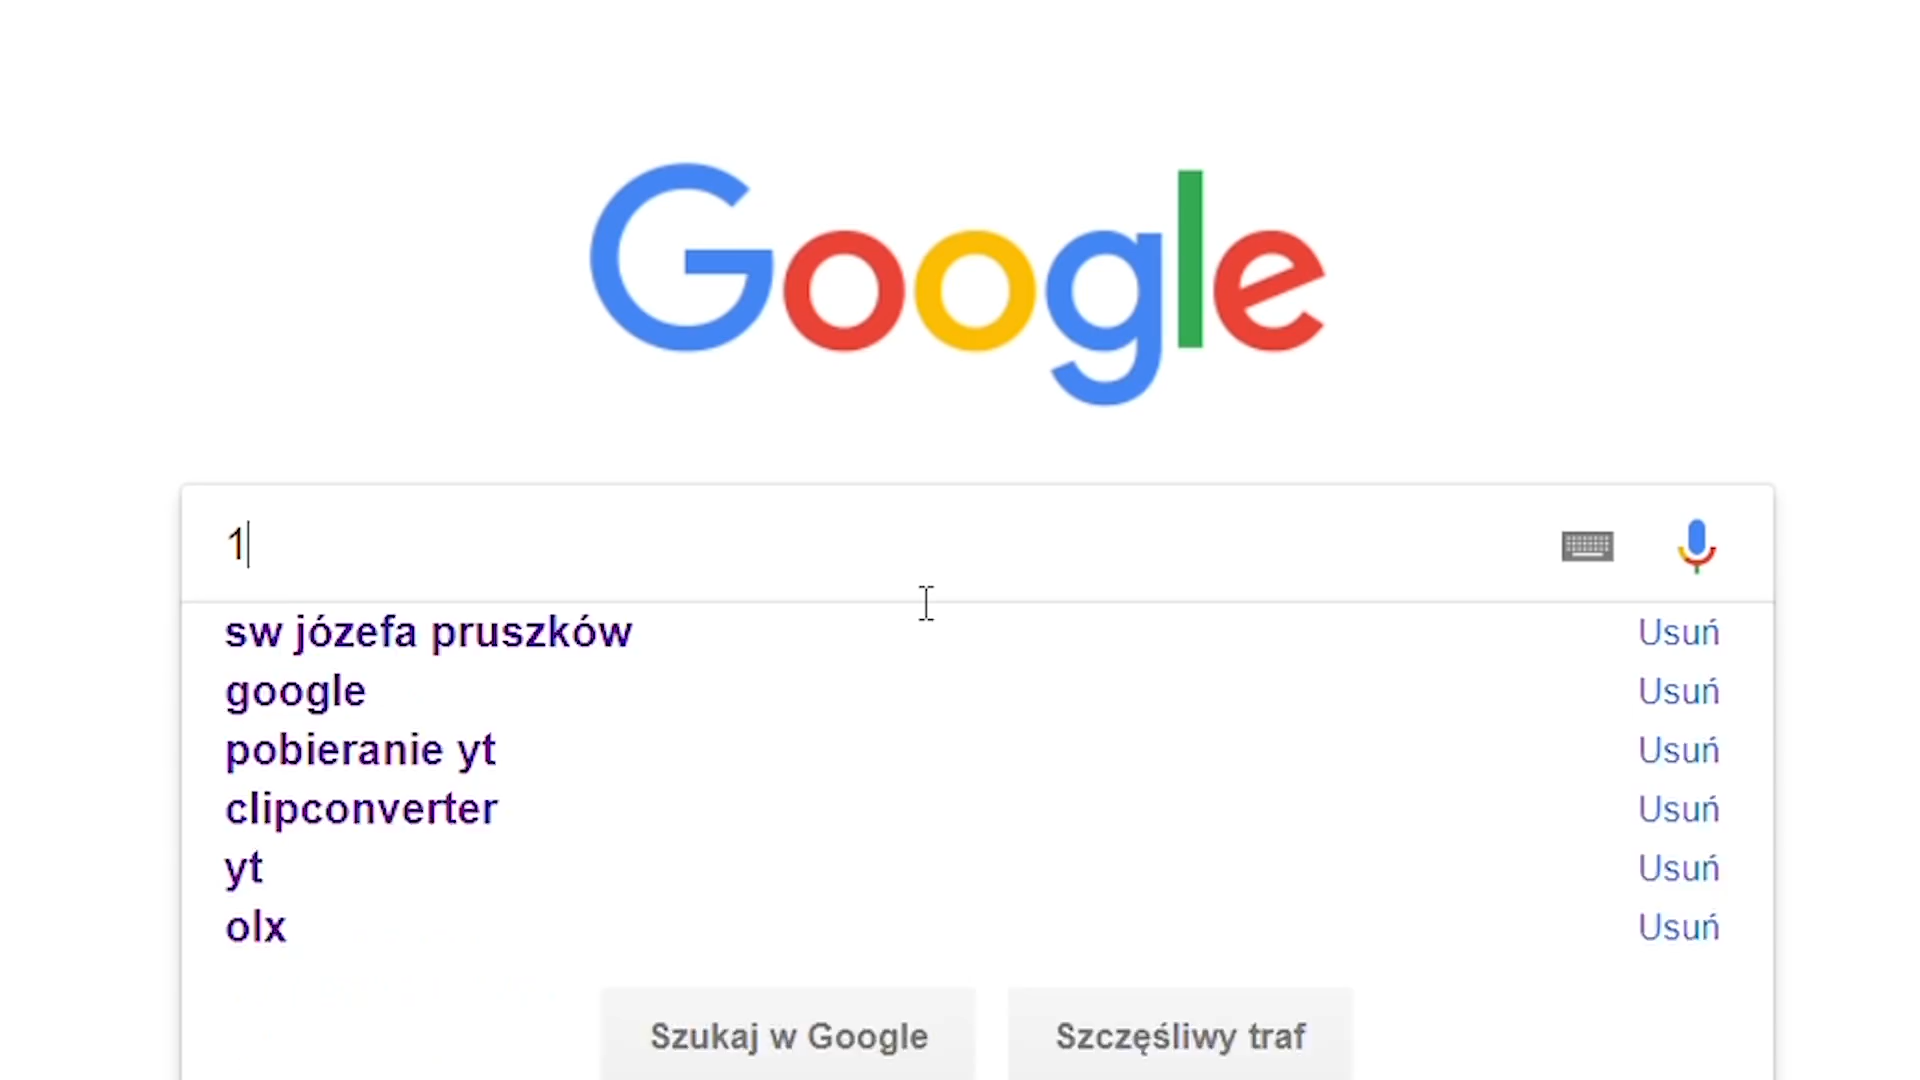 Google
1
sw józefa pruszków Usuń
google Usuń
pobieranie yt Usuń
clipconverter Usuń
yt Usuń
olx Usuń
Szukaj w Google Szczęśliwy traf